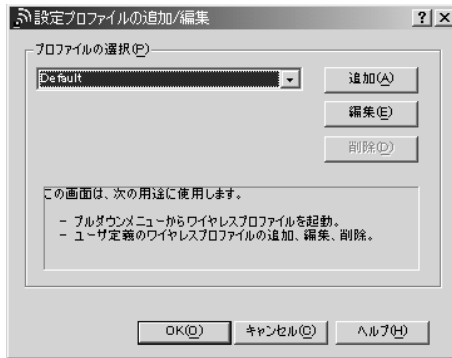 設定プロファイルの追加/編集
プロファイルの選択(P)
Default
追加(A)
編集(E)
削除(D)
この画面は、次の用途に使用します。
- プルダウンメニューからワイヤレスプロファイルを起動。
- ユーザ定義のワイヤレスプロファイルの追加、編集、削除。
OK(O)
キャンセル(C)
ヘルプ(H)